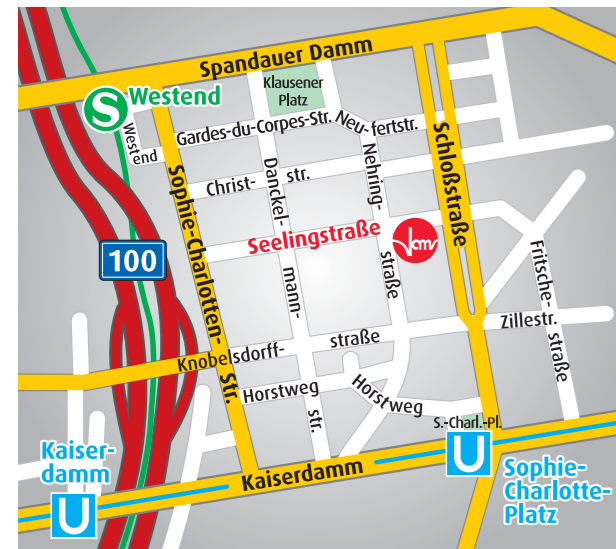 Spandauer Damm
Klausener
Platz
S
Westend
West
end
Gardes-du-Corpes-Str.
Neu-
fertstr.
Schloßstraße
Sophie-Charlotten-
Str.
Christ-
str.
Danckel-
mann-
str.
Nehring-
straße
Seelingstraße
100
Fritsche-
straße
Zillestr.
Knobelsdorff-
straße
Horstweg
Horstweg
S.-Charl.-Pl.
Kaiser-
damm
U
Kaiserdamm
U
Sophie-
Charlotte-
Platz